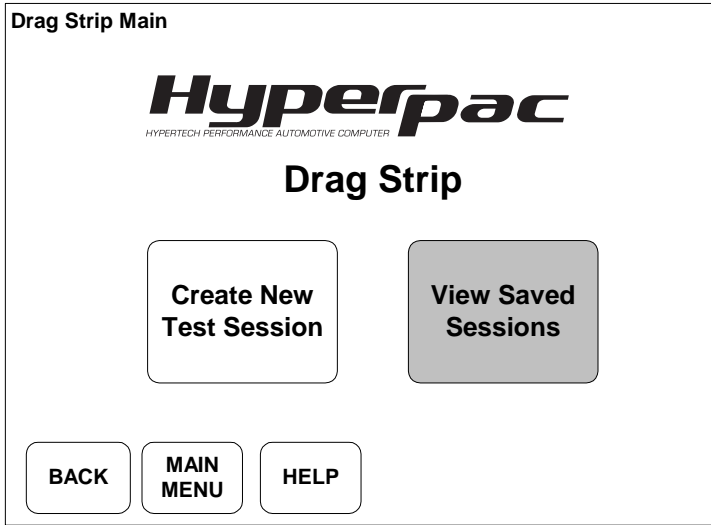 Drag Strip Main
Hyperpac
HYPERTECH PERFORMANCE AUTOMOTIVE COMPUTER
Drag Strip
Create New
Test Session
View Saved
Sessions
BACK
MAIN
MENU
HELP